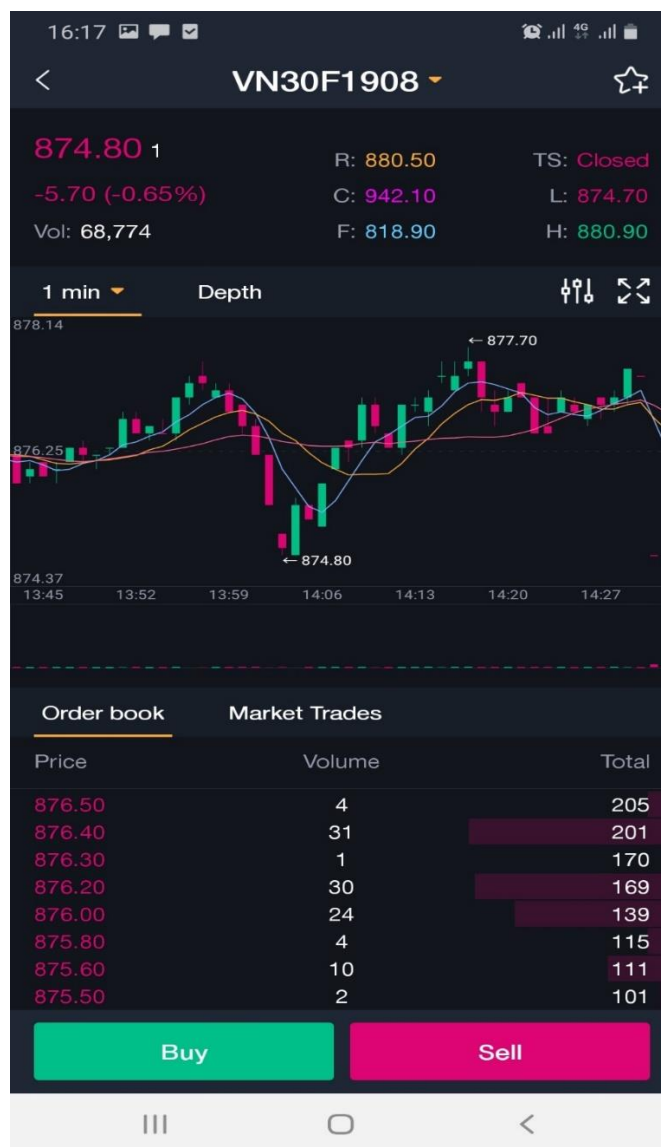 16:17 4G
VN30F1908
874.80 1 R: 880.50 TS: Closed
-5.70 (-0.65%) C: 942.10 L: 874.70
Vol: 68,774 F: 818.90 H: 880.90
1 min Depth
878.14
← 877.70
876.25
← 874.80
874.37
13:45 13:52 13:59 14:06 14:13 14:20 14:27
Order book Market Trades
Price Volume Total
876.50 4 205
876.40 31 201
876.30 1 170
876.20 30 169
876.00 24 139
875.80 4 115
875.60 10 111
875.50 2 101
Buy Sell